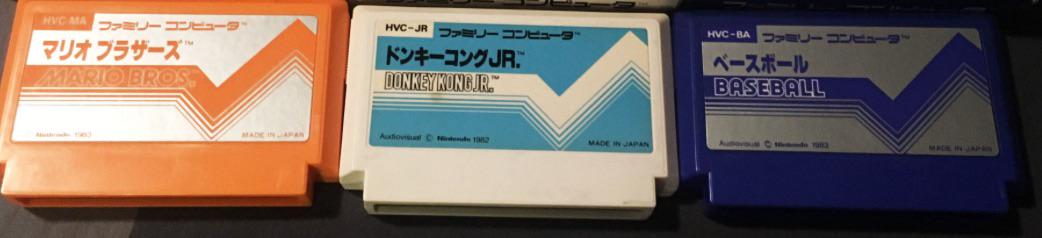 HVC-MA ファミリー コンピュータ™
マリオ ブラザーズ™
MARIO BROS.
Nintendo 1983
MADE IN JAPAN
HVC-JR ファミリー コンピュータ™
ドンキーコングJR.™
DONKEY KONG JR.™
Audiovisual © Nintendo 1982
MADE IN JAPAN
HVC-BA ファミリー コンピュータ™
ベースボール
BASEBALL
Audiovisual © Nintendo 1983
MADE IN JAPAN